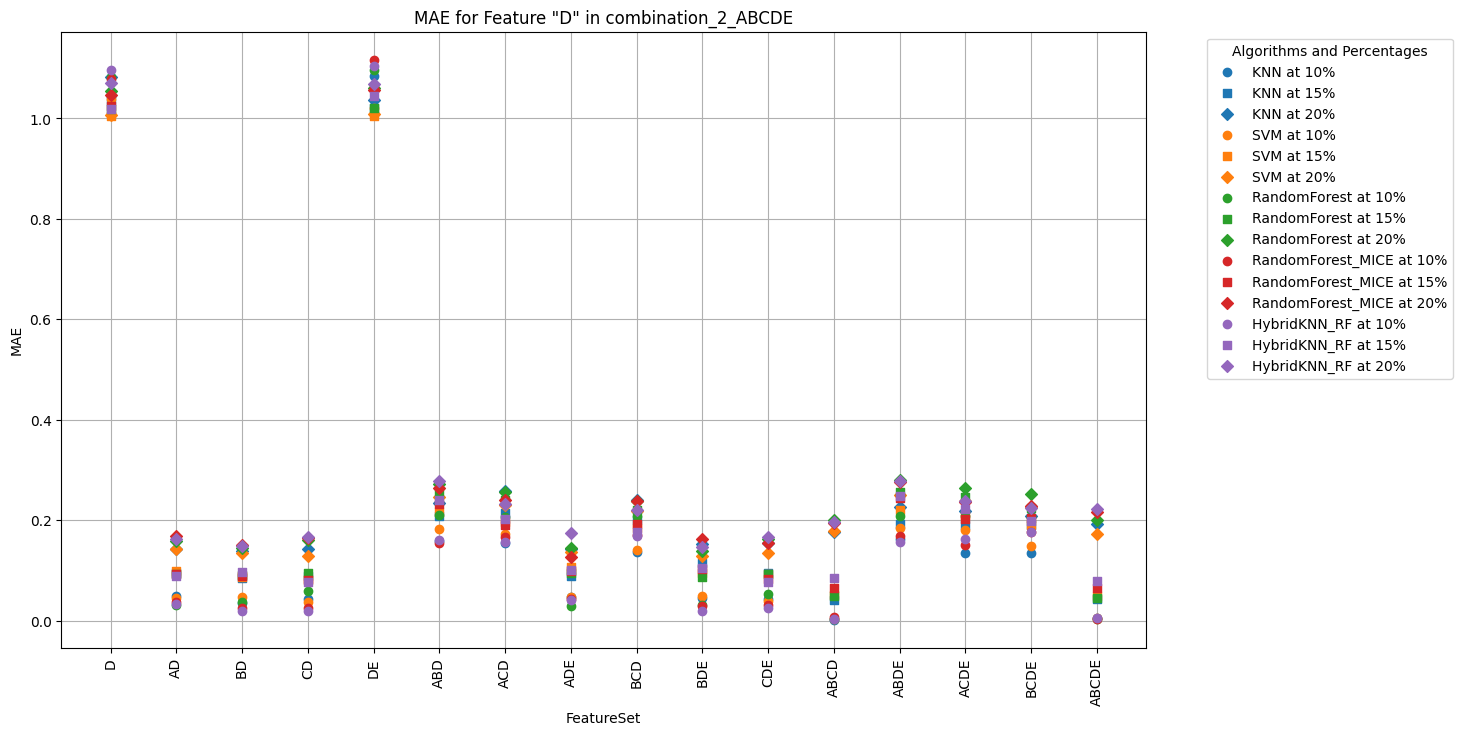 MAE for Feature "D" in combination_2_ABCDE
MAE
1.0
0.8
0.6
0.4
0.2
0.0
D
AD
BD
CD
DE
ABD
ACD
ADE
BCD
BDE
CDE
ABCD
ABDE
ACDE
BCDE
ABCDE
FeatureSet
Algorithms and Percentages
KNN at 10%
KNN at 15%
KNN at 20%
SVM at 10%
SVM at 15%
SVM at 20%
RandomForest at 10%
RandomForest at 15%
RandomForest at 20%
RandomForest_MICE at 10%
RandomForest_MICE at 15%
RandomForest_MICE at 20%
HybridKNN_RF at 10%
HybridKNN_RF at 15%
HybridKNN_RF at 20%